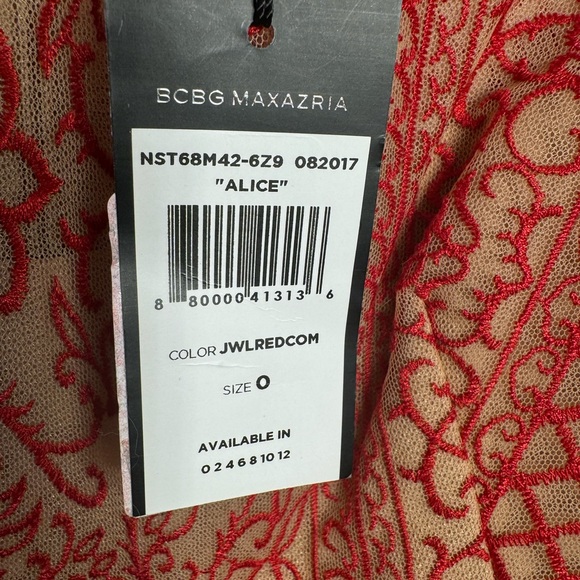 BCBG MAXAZRIA
NST68M42-6Z9 082017
"ALICE"
8 80000 41313 6
COLOR JWLREDCOM
SIZE 0
AVAILABLE IN
0 2 4 6 8 10 12